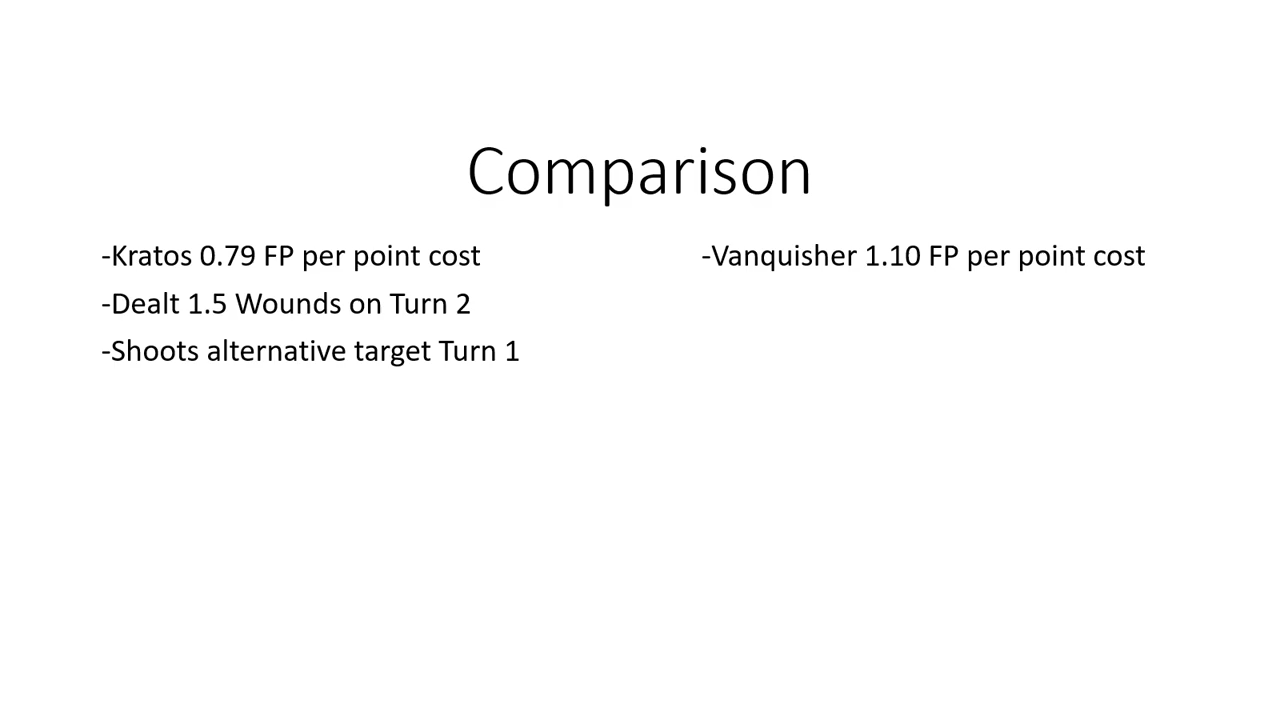 Comparison
-Kratos 0.79 FP per point cost
-Dealt 1.5 Wounds on Turn 2
-Shoots alternative target Turn 1
-Vanquisher 1.10 FP per point cost